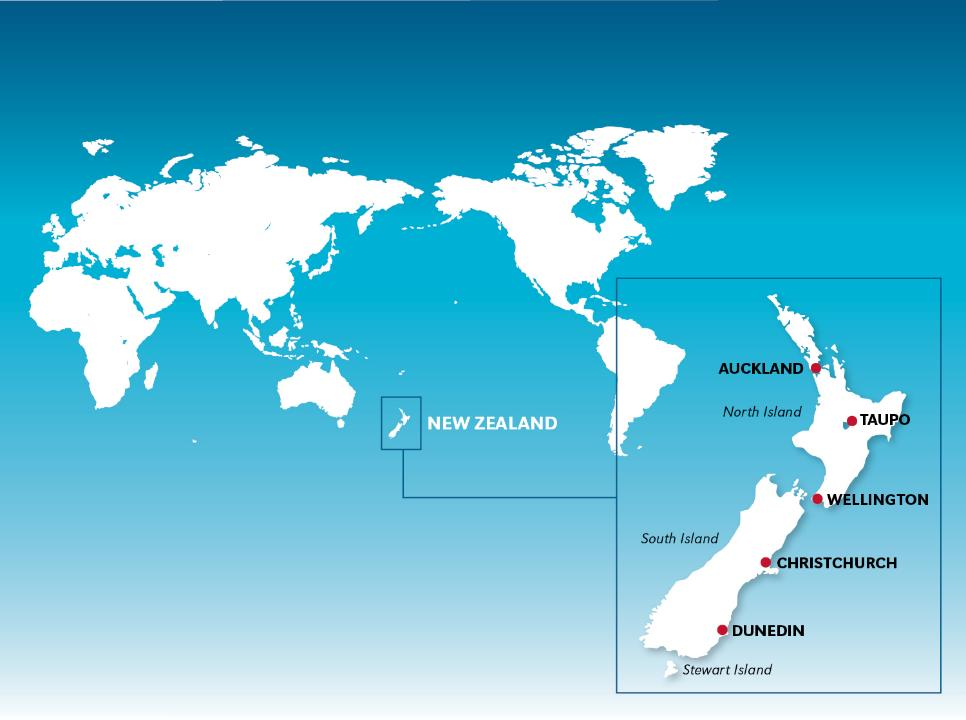 AUCKLAND
North Island
TAUPO
NEW ZEALAND
WELLINGTON
South Island
CHRISTCHURCH
DUNEDIN
Stewart Island